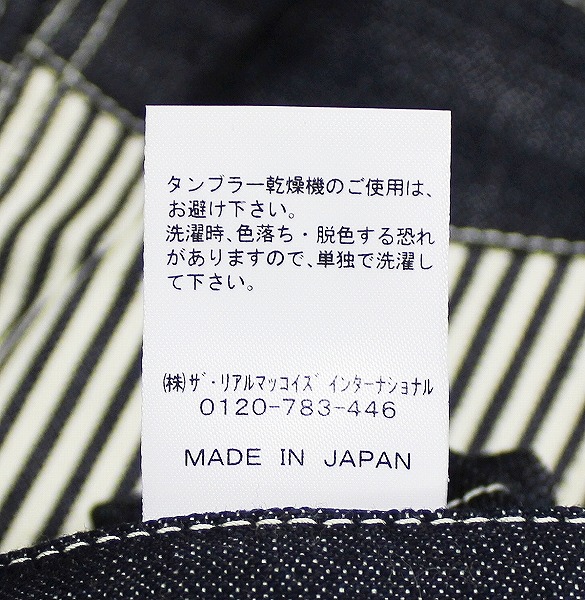 タンブラー乾燥機のご使用は、
お避け下さい。
洗濯時、色落ち・脱色する恐れ
がありますので、単独で洗濯し
て下さい。
㈱ｻﾞ・ﾘｱﾙﾏｯｺｲｽﾞ ｲﾝﾀｰﾅｼｮﾅﾙ
0120-783-446
MADE IN JAPAN